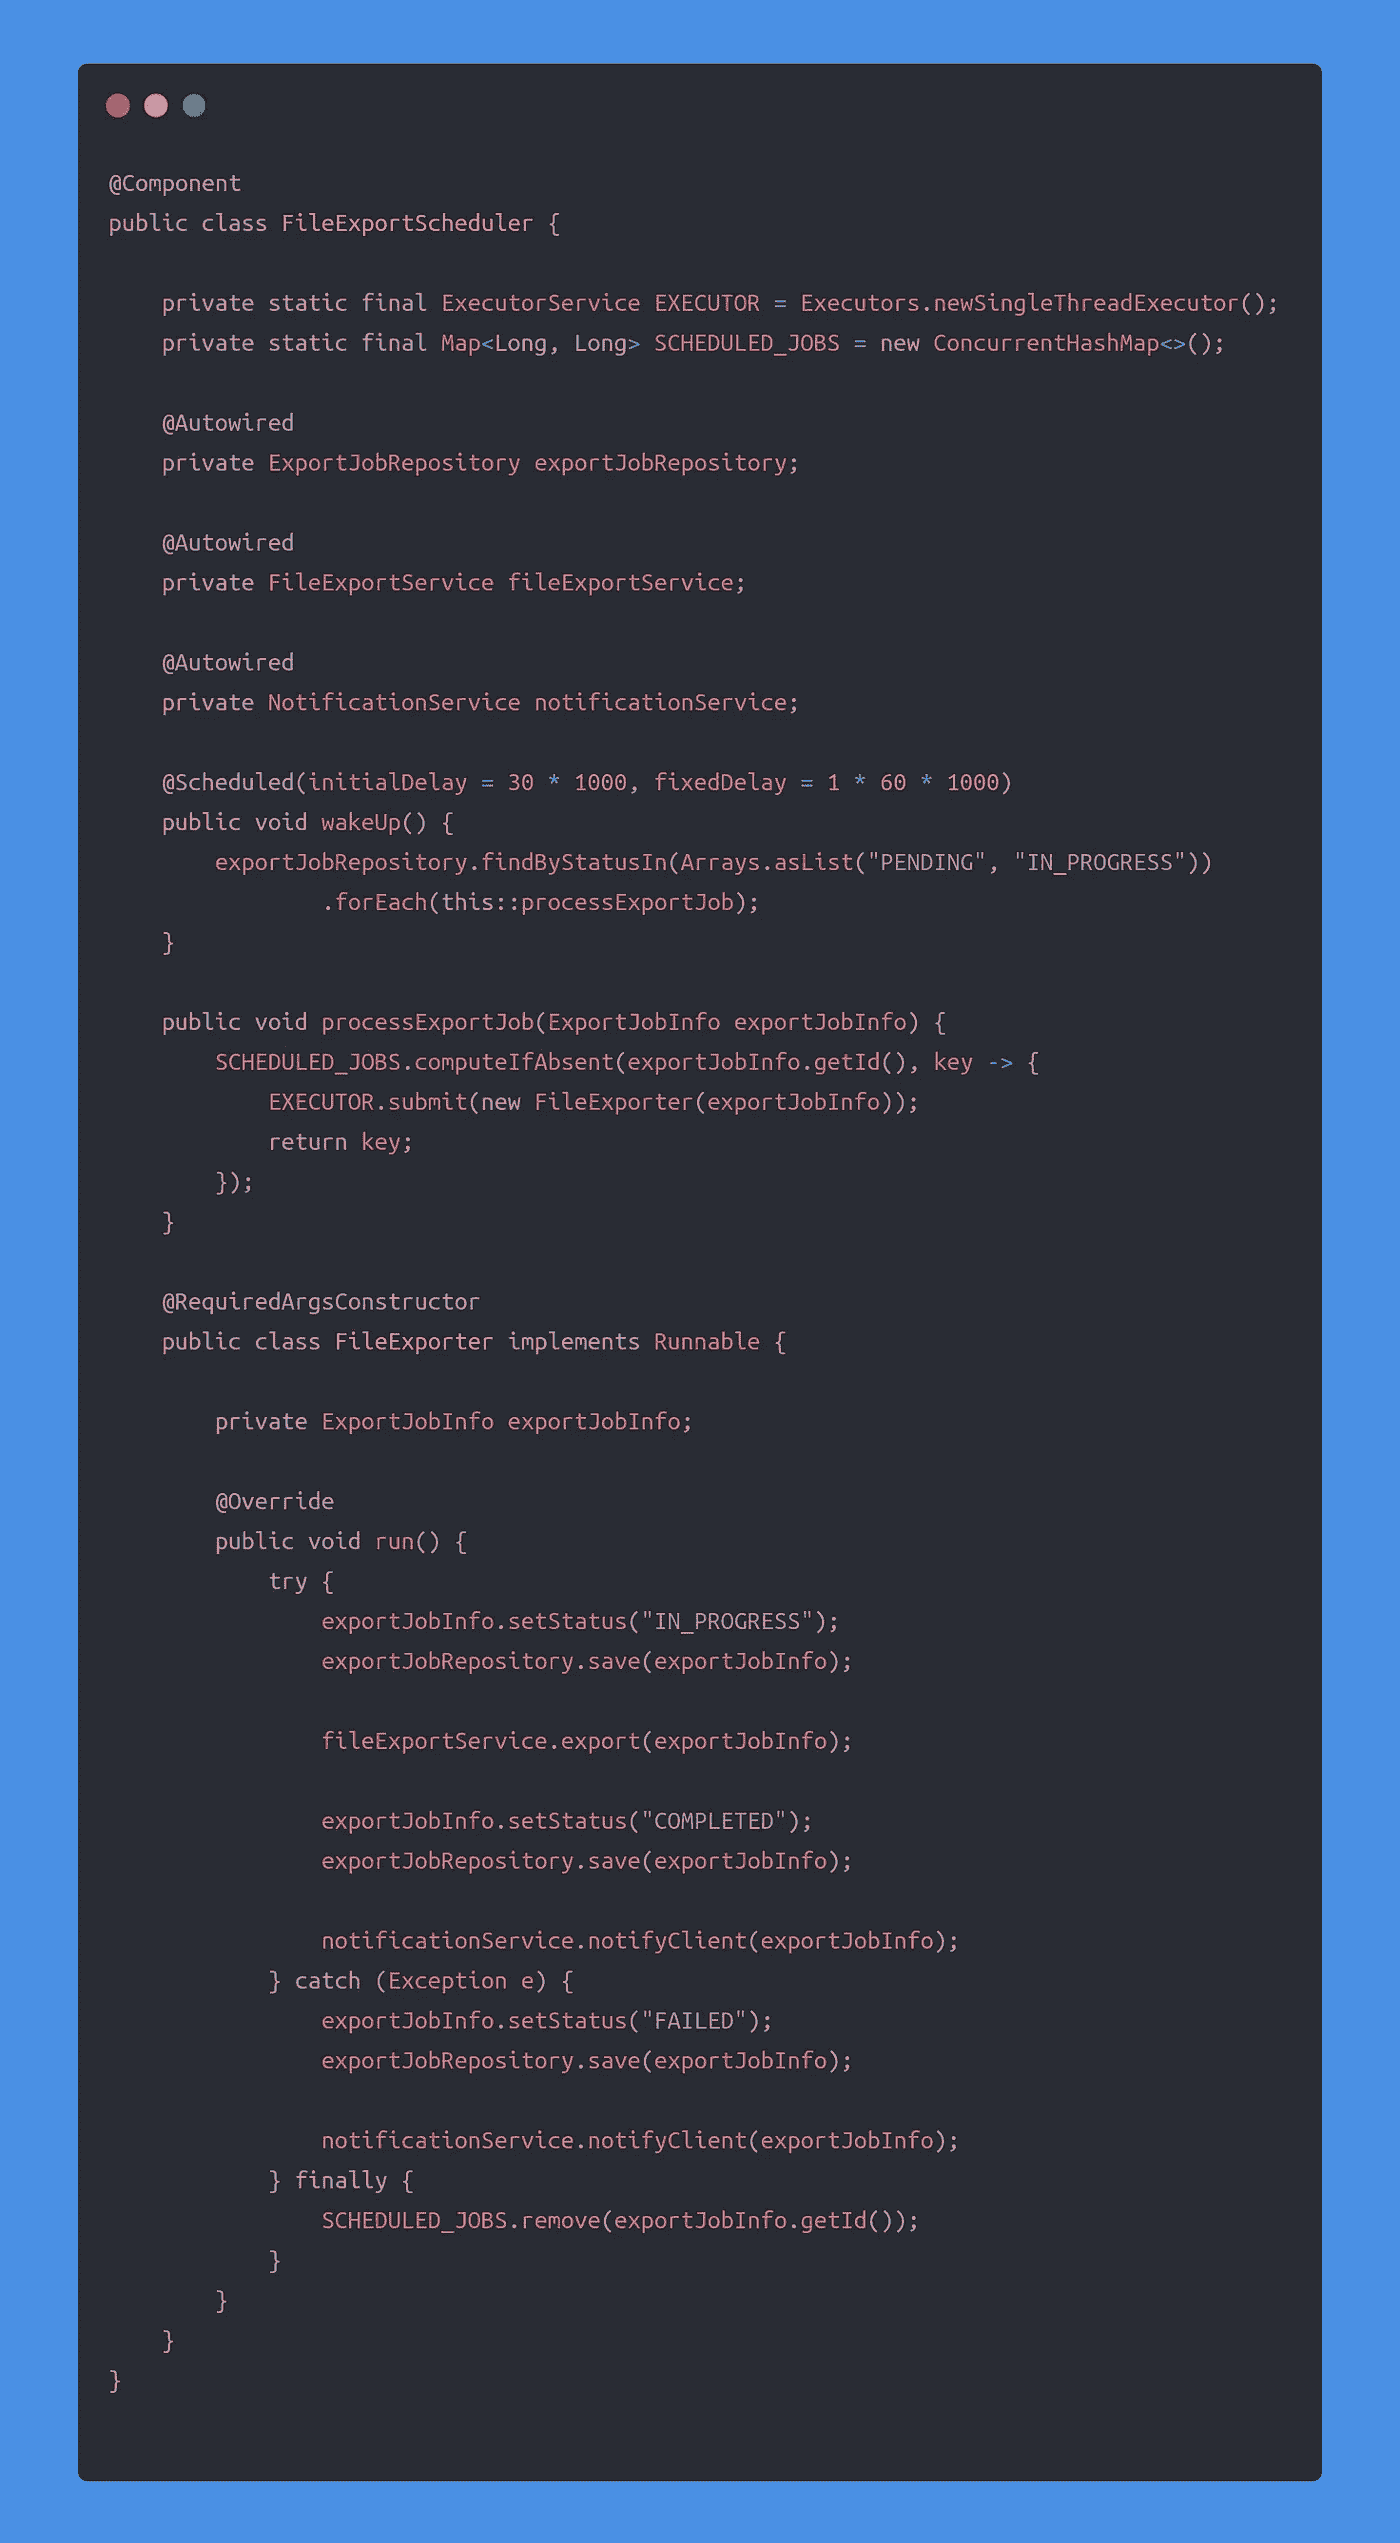 @Component
public class FileExportScheduler {
    private static final ExecutorService EXECUTOR = Executors.newSingleThreadExecutor();
    private static final Map<Long, Long> SCHEDULED_JOBS = new ConcurrentHashMap<>();
    @Autowired
    private ExportJobRepository exportJobRepository;
    @Autowired
    private FileExportService fileExportService;
    @Autowired
    private NotificationService notificationService;
    @Scheduled(initialDelay = 30 * 1000, fixedDelay = 1 * 60 * 1000)
    public void wakeUp() {
        exportJobRepository.findByStatusIn(Arrays.asList("PENDING", "IN_PROGRESS"))
                .forEach(this::processExportJob);
    }
    public void processExportJob(ExportJobInfo exportJobInfo) {
        SCHEDULED_JOBS.computeIfAbsent(exportJobInfo.getId(), key -> {
            EXECUTOR.submit(new FileExporter(exportJobInfo));
            return key;
        });
    }
    @RequiredArgsConstructor
    public class FileExporter implements Runnable {
        private ExportJobInfo exportJobInfo;
        @Override
        public void run() {
            try {
                exportJobInfo.setStatus("IN_PROGRESS");
                exportJobRepository.save(exportJobInfo);
                fileExportService.export(exportJobInfo);
                exportJobInfo.setStatus("COMPLETED");
                exportJobRepository.save(exportJobInfo);
                notificationService.notifyClient(exportJobInfo);
            } catch (Exception e) {
                exportJobInfo.setStatus("FAILED");
                exportJobRepository.save(exportJobInfo);
                notificationService.notifyClient(exportJobInfo);
            } finally {
                SCHEDULED_JOBS.remove(exportJobInfo.getId());
            }
        }
    }
}